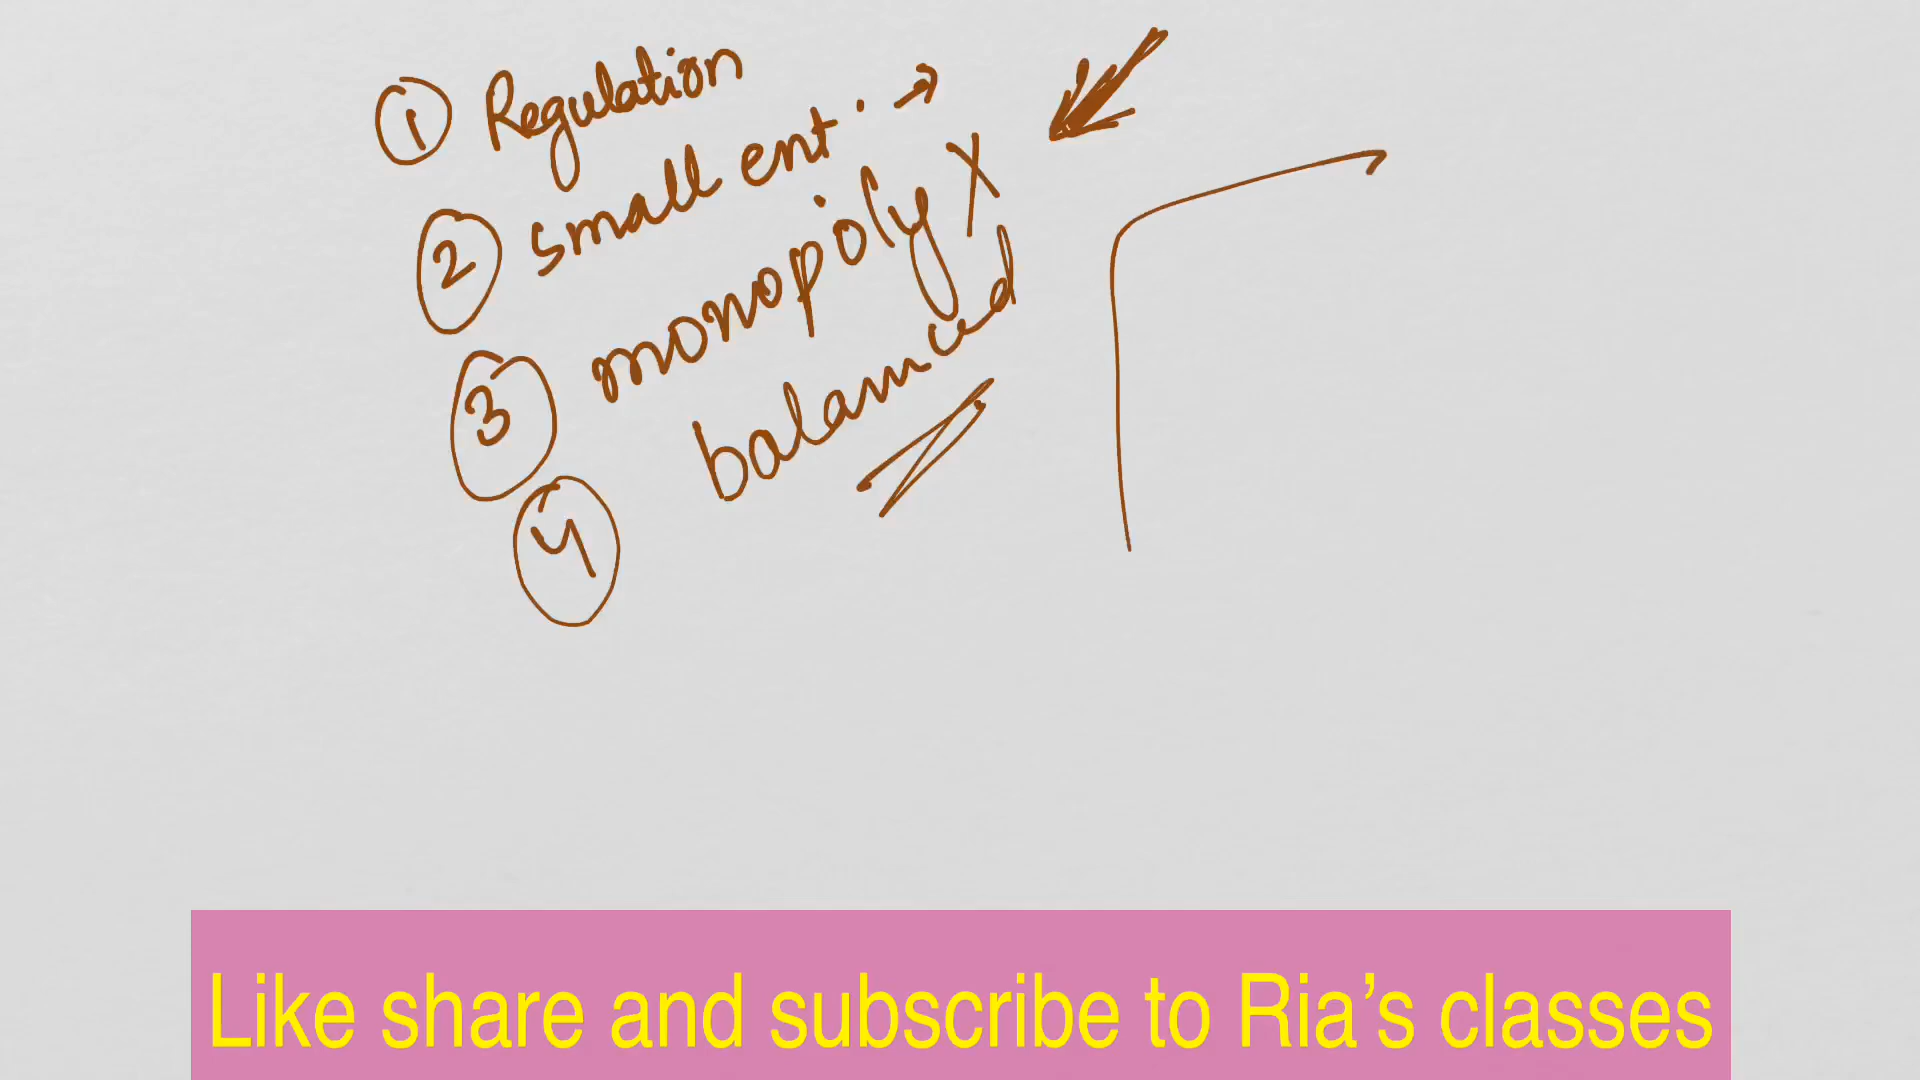 1 Regulation
2 small ent. →
3 monopoly X
4 balanced
Like share and subscribe to Ria's classes